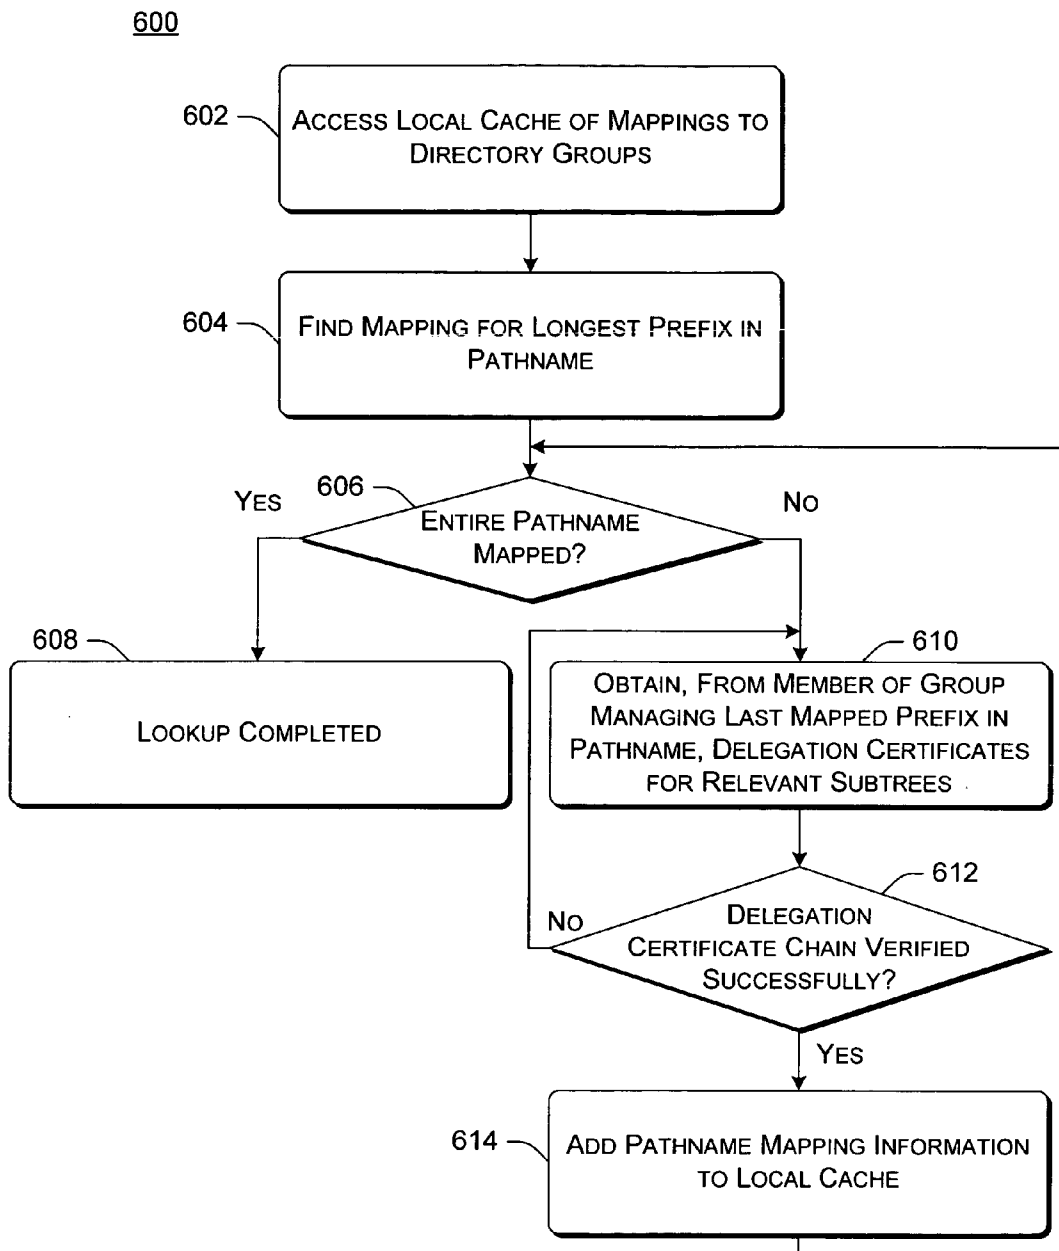 600
602
ACCESS LOCAL CACHE OF MAPPINGS TO
DIRECTORY GROUPS
604
FIND MAPPING FOR LONGEST PREFIX IN
PATHNAME
606
YES
NO
ENTIRE PATHNAME
MAPPED?
608
LOOKUP COMPLETED
610
OBTAIN, FROM MEMBER OF GROUP
MANAGING LAST MAPPED PREFIX IN
PATHNAME, DELEGATION CERTIFICATES
FOR RELEVANT SUBTREES
612
NO
DELEGATION
CERTIFICATE CHAIN VERIFIED
SUCCESSFULLY?
YES
614
ADD PATHNAME MAPPING INFORMATION
TO LOCAL CACHE